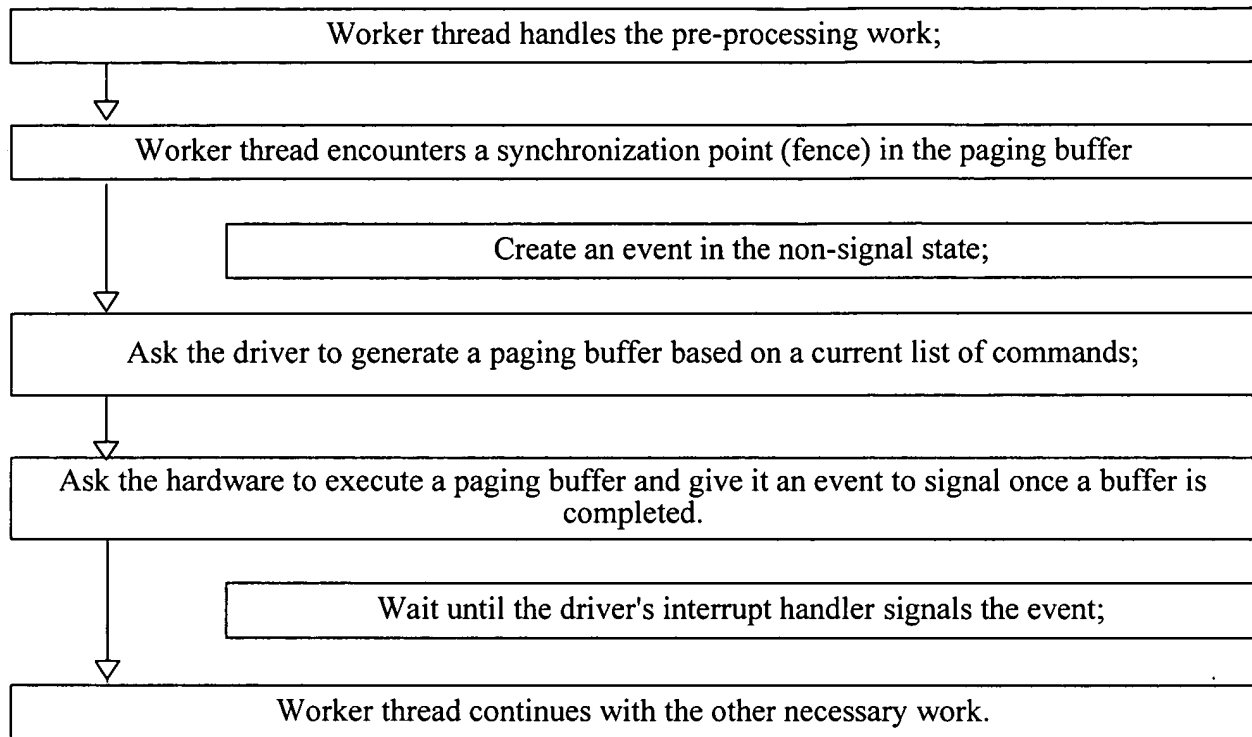 Worker thread handles the pre-processing work;
Worker thread encounters a synchronization point (fence) in the paging buffer
Create an event in the non-signal state;
Ask the driver to generate a paging buffer based on a current list of commands;
Ask the hardware to execute a paging buffer and give it an event to signal once a buffer is
completed.
Wait until the driver's interrupt handler signals the event;
Worker thread continues with the other necessary work.